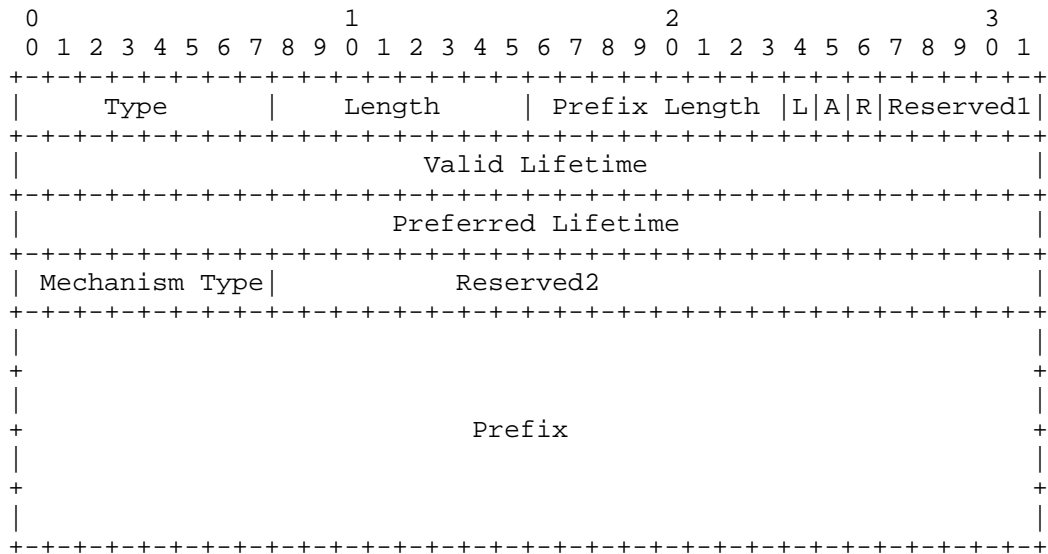 0                   1                   2                   3
 0 1 2 3 4 5 6 7 8 9 0 1 2 3 4 5 6 7 8 9 0 1 2 3 4 5 6 7 8 9 0 1
+-+-+-+-+-+-+-+-+-+-+-+-+-+-+-+-+-+-+-+-+-+-+-+-+-+-+-+-+-+-+-+-+
|     Type      |    Length     | Prefix Length |L|A|R|Reserved1|
+-+-+-+-+-+-+-+-+-+-+-+-+-+-+-+-+-+-+-+-+-+-+-+-+-+-+-+-+-+-+-+-+
|                         Valid Lifetime                        |
+-+-+-+-+-+-+-+-+-+-+-+-+-+-+-+-+-+-+-+-+-+-+-+-+-+-+-+-+-+-+-+-+
|                       Preferred Lifetime                      |
+-+-+-+-+-+-+-+-+-+-+-+-+-+-+-+-+-+-+-+-+-+-+-+-+-+-+-+-+-+-+-+-+
| Mechanism Type|           Reserved2                           |
+-+-+-+-+-+-+-+-+-+-+-+-+-+-+-+-+-+-+-+-+-+-+-+-+-+-+-+-+-+-+-+-+
|                                                               |
+                                                               +
|                                                               |
+                            Prefix                             +
|                                                               |
+                                                               +
|                                                               |
+-+-+-+-+-+-+-+-+-+-+-+-+-+-+-+-+-+-+-+-+-+-+-+-+-+-+-+-+-+-+-+-+